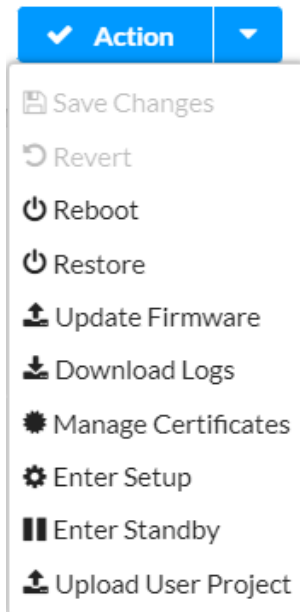 Action
Save Changes
Revert
Reboot
Restore
Update Firmware
Download Logs
Manage Certificates
Enter Setup
Enter Standby
Upload User Project